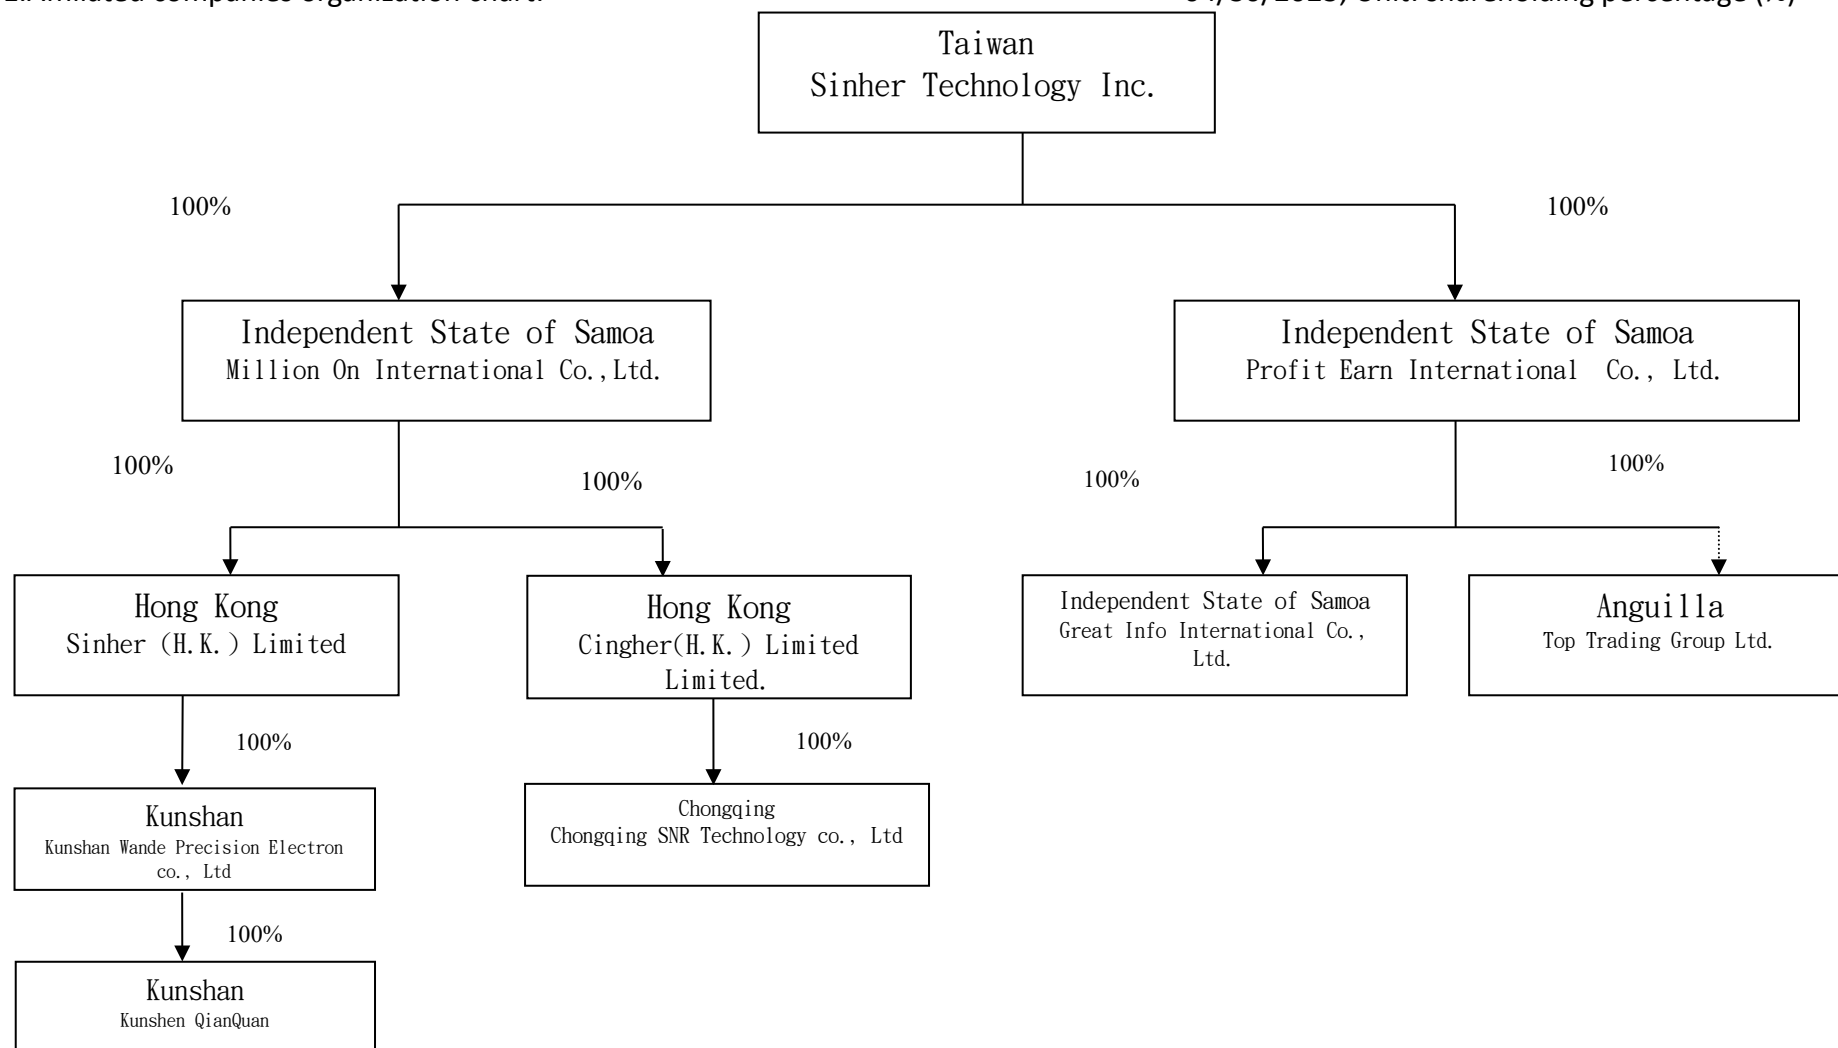 Taiwan
Sinher Technology Inc.
100%
100%
Independent State of Samoa
Million On International Co.,Ltd.
Independent State of Samoa
Profit Earn International Co., Ltd.
100%
100%
100%
100%
Hong Kong
Sinher (H.K.) Limited
Hong Kong
Cingher(H.K.) Limited
Limited.
Independent State of Samoa
Great Info International Co.,
Ltd.
Anguilla
Top Trading Group Ltd.
100%
100%
Kunshan
Kunshan Wande Precision Electron
co., Ltd
Chongqing
Chongqing SNR Technology co., Ltd
100%
Kunshan
Kunshen QianQuan